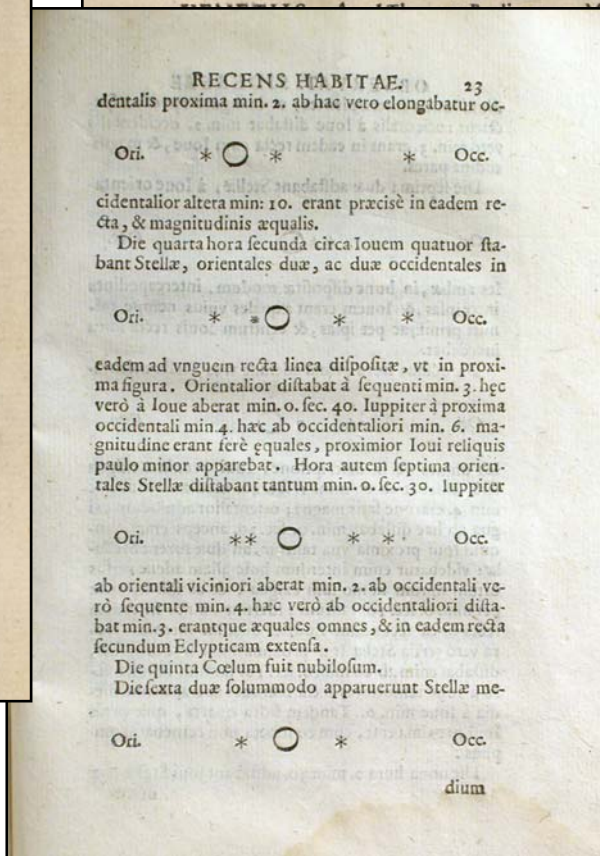 RECENS HABITAE. 23
dentalis proxima min. 2. ab hac vero elongabatur oc-
Ori. * O * * Occ.
cidentalior altera min: 10. erant præcisè in eadem re-
cta, & magnitudinis æqualis.
Die quarta hora secunda circa Iouem quatuor sta-
bant Stellæ, orientales duæ, ac duæ occidentales in
Ori. * * O * * Occ.
eadem ad vnguem recta linea dispositæ, vt in proxi-
ma figura. Orientalior distabat à sequenti min. 3. hęc
verò à Ioue aberat min. 0. sec. 40. Iuppiter à proxima
occidentali min. 4. hæc ab occidentaliori min. 6. ma-
gnitudine erant ferè ęquales, proximior Ioui reliquis
paulo minor apparebat. Hora autem septima orien-
tales Stellæ distabant tantum min. 0. sec. 30. Iuppiter
Ori. ** O * * Occ.
ab orientali viciniori aberat min. 2. ab occidentali ve-
rò sequente min. 4. hæc verò ab occidentaliori dista-
bat min. 3. erantque æquales omnes, & in eadem recta
secundum Eclypticam extensa.
Die quinta Cœlum fuit nubilosum.
Die sexta duæ solummodo apparuerunt Stellæ me-
Ori. * O * Occ.
dium